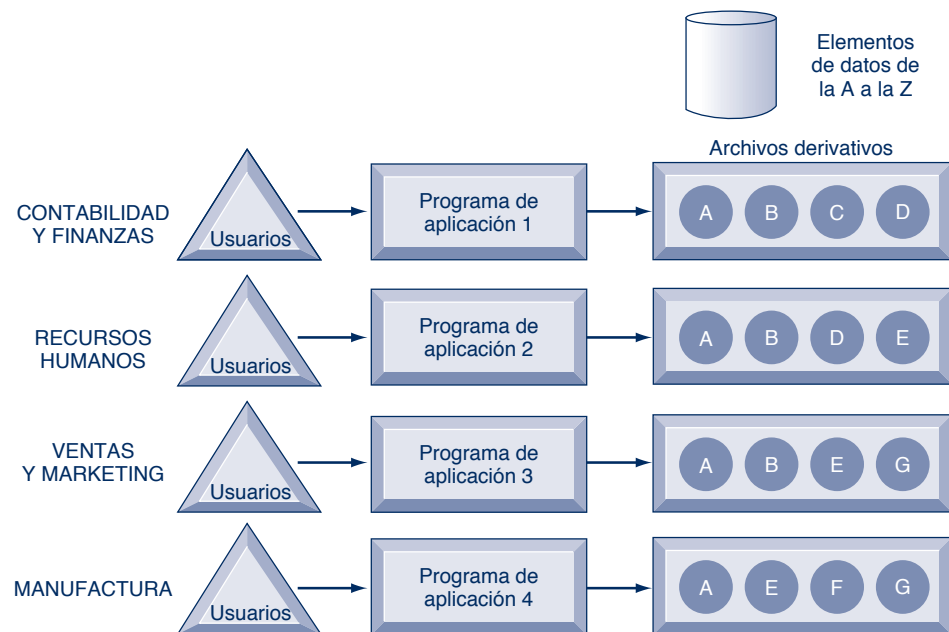 Elementos
de datos de
la A a la Z
Archivos derivativos
CONTABILIDAD
Y FINANZAS
Usuarios
Programa de
aplicación 1
A B C D
RECURSOS
HUMANOS
Usuarios
Programa de
aplicación 2
A B D E
VENTAS
Y MARKETING
Usuarios
Programa de
aplicación 3
A B E G
MANUFACTURA
Usuarios
Programa de
aplicación 4
A E F G